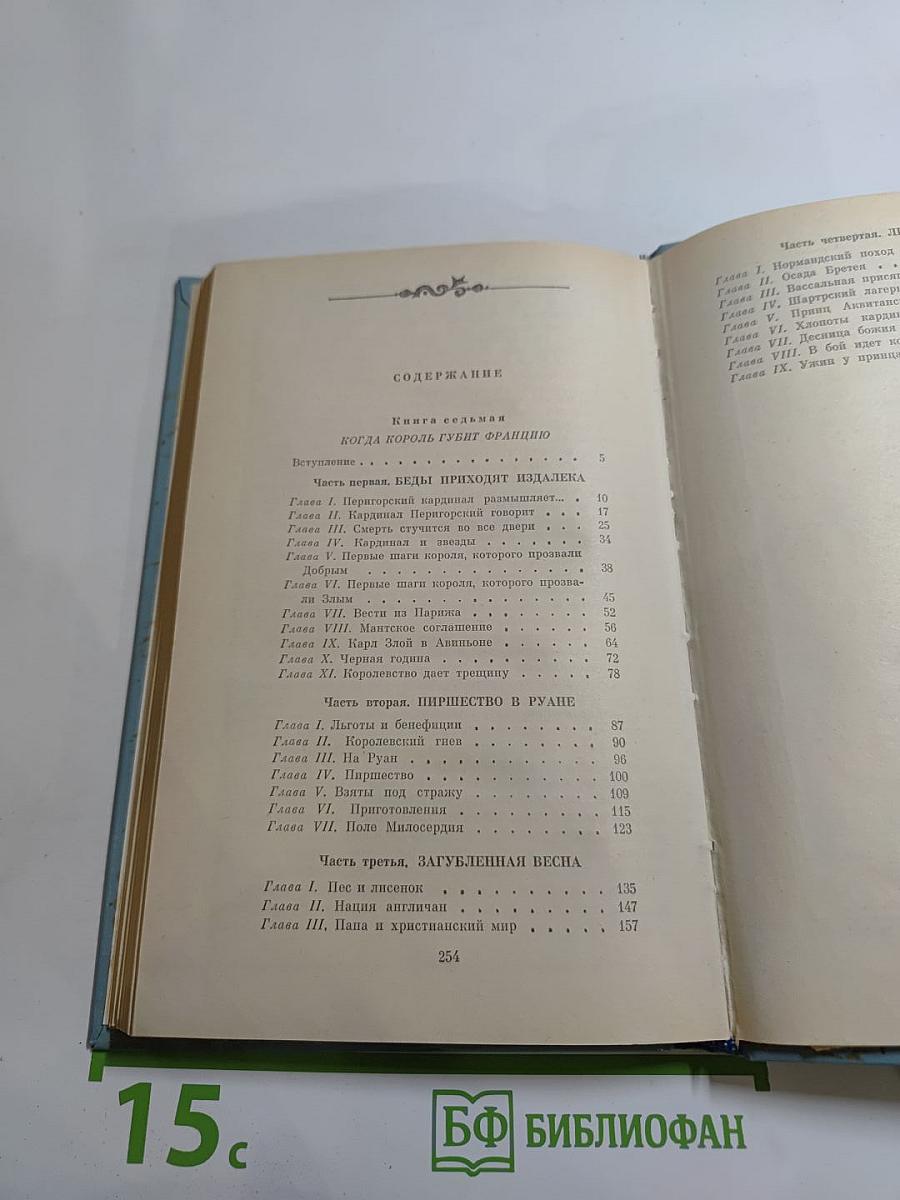 СОДЕРЖАНИЕ
Книга седьмая
КОГДА КОРОЛЬ ГУБИТ ФРАНЦИЮ
Вступление . . . . . . . . . . . . . . . . 5
Часть первая. БЕДЫ ПРИХОДЯТ ИЗДАЛЕКА
Глава I. Перигорский кардинал размышляет... . 10
Глава II. Кардинал Перигорский говорит . . . 17
Глава III. Смерть стучится во все двери . . . 25
Глава IV. Кардинал и звезды . . . . . . . 34
Глава V. Первые шаги короля, которого прозвали
Добрым . . . . . . . . . . . . . 38
Глава VI. Первые шаги короля, которого прозва-
ли Злым . . . . . . . . . . . . . 45
Глава VII. Вести из Парижа . . . . . . . . 52
Глава VIII. Мантское соглашение . . . . . . 56
Глава IX. Карл Злой в Авиньоне . . . . . . 64
Глава X. Черная година . . . . . . . . . 72
Глава XI. Королевство дает трещину . . . . . 78
Часть вторая. ПИРШЕСТВО В РУАНЕ
Глава I. Льготы и бенефиции . . . . . . . 87
Глава II. Королевский гнев . . . . . . . . 90
Глава III. На Руан . . . . . . . . . . . 96
Глава IV. Пиршество . . . . . . . . . . 100
Глава V. Взяты под стражу . . . . . . . . 109
Глава VI. Приготовления . . . . . . . . . 115
Глава VII. Поле Милосердия . . . . . . . . 123
Часть третья. ЗАГУБЛЕННАЯ ВЕСНА
Глава I. Пес и лисенок . . . . . . . . . 135
Глава II. Нация англичан . . . . . . . . . 147
Глава III. Папа и христианский мир . . . . . 157
254
Часть четвертая. 
Глава I. Нормандский поход
Глава II. Осада Бретея . .
Глава III. Вассальная
Глава IV. Шартрский
Глава V. Принц
Глава VI. Хлопоты
Глава VII. Десница божия
Глава VIII. В бой идет
Глава IX. Ужин у принца
15 с
БФ БИБЛИОФАН